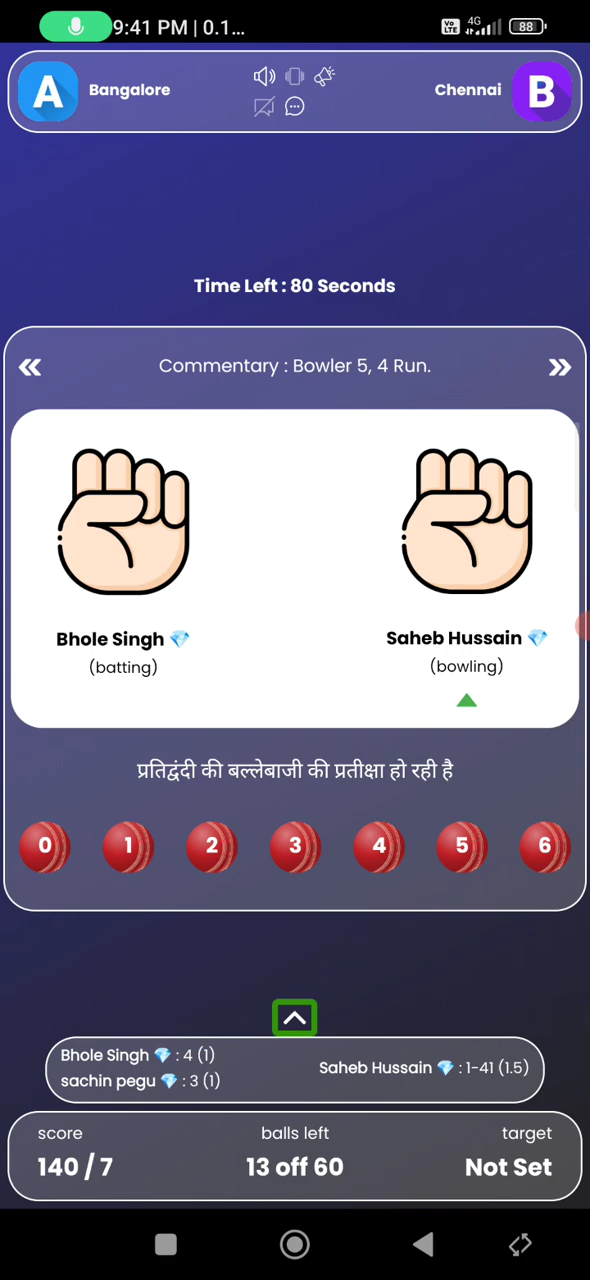 9:41 PM | 0.1...
Vo LTE 4G 88
A Bangalore
Chennai B
Time Left : 80 Seconds
Commentary : Bowler 5, 4 Run.
Bhole Singh 💎
(batting)
Saheb Hussain 💎
(bowling)
प्रतिद्वंदी की बल्लेबाजी की प्रतीक्षा हो रही है
0 1 2 3 4 5 6
Bhole Singh 💎 : 4 (1)
sachin pegu 💎 : 3 (1)
Saheb Hussain 💎 : 1-41 (1.5)
score balls left target
140 / 7 13 off 60 Not Set